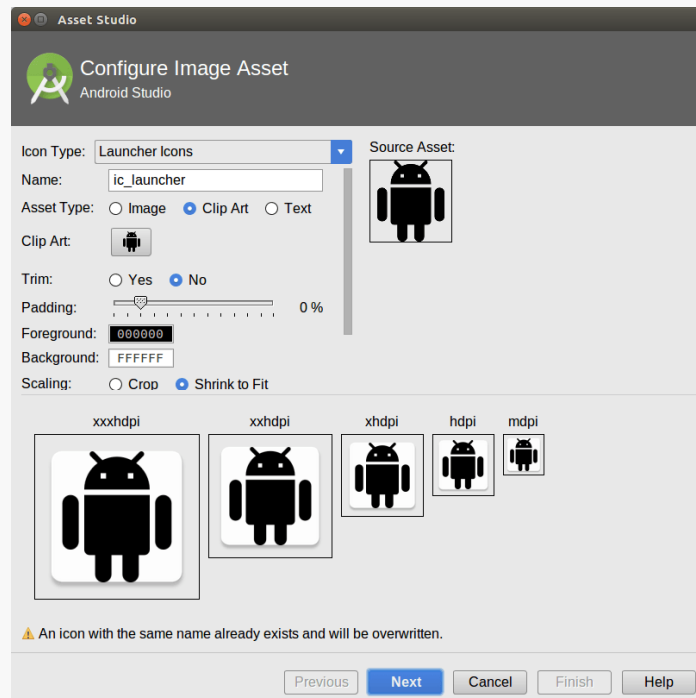 Asset Studio
Configure Image Asset
Android Studio
Icon Type: Launcher Icons
Source Asset:
Name: ic_launcher
Asset Type: Image Clip Art Text
Clip Art:
Trim: Yes No
Padding: 0 %
Foreground: 000000
Background: FFFFFF
Scaling: Crop Shrink to Fit
xxxhdpi xxhdpi xhdpi hdpi mdpi
An icon with the same name already exists and will be overwritten.
Previous Next Cancel Finish Help